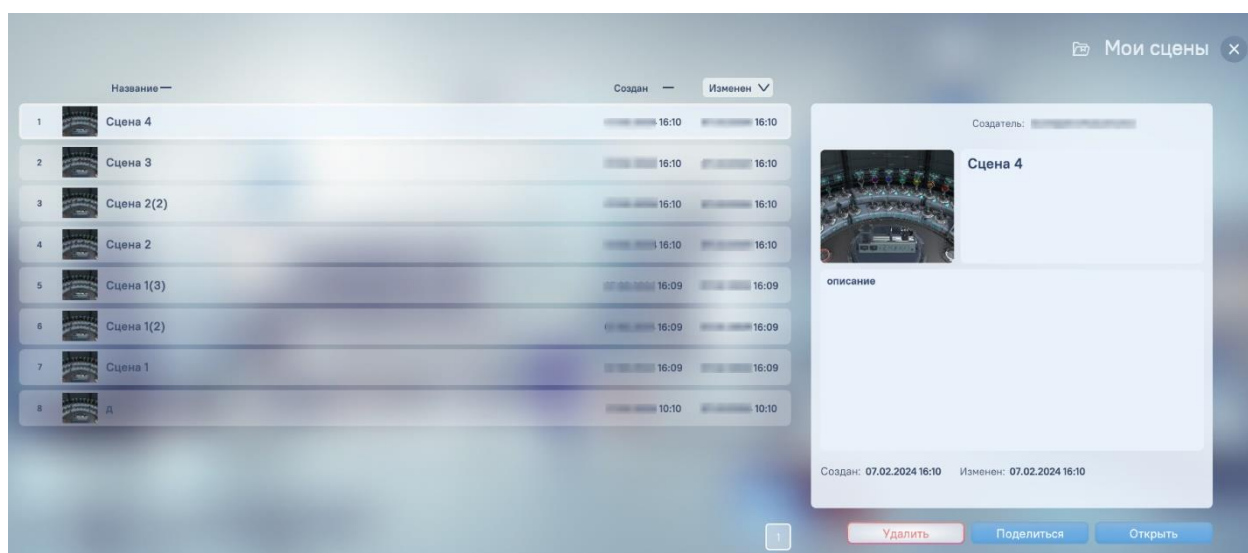 Мои сцены
Название — Создан — Изменен
1 Сцена 4 16:10 16:10
2 Сцена 3 16:10 16:10
3 Сцена 2(2) 16:10 16:10
4 Сцена 2 16:10 16:10
5 Сцена 1(3) 16:09 16:09
6 Сцена 1(2) 16:09 16:09
7 Сцена 1 16:09 16:09
8 д 10:10 10:10
1
Создатель:
Сцена 4
описание
Создан: 07.02.2024 16:10 Изменен: 07.02.2024 16:10
Удалить Поделиться Открыть